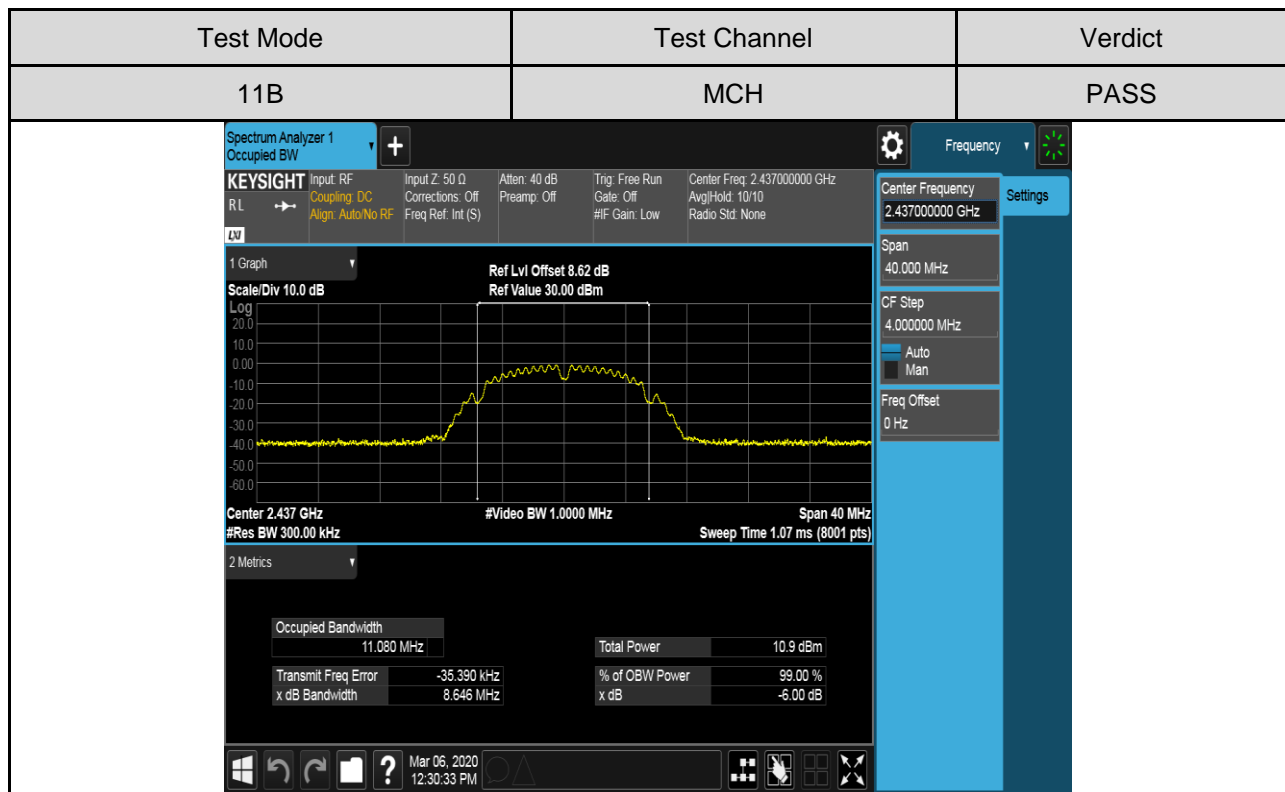 Test Mode Test Channel Verdict
11B MCH PASS
Spectrum Analyzer 1
Occupied BW
+
Frequency
KEYSIGHT Input: RF Input Z: 50 Ω Atten: 40 dB Trig: Free Run Center Freq: 2.437000000 GHz
Coupling: DC Corrections: Off Preamp: Off Gate: Off Avg|Hold: 10/10
RL Align: Auto/No RF Freq Ref: Int (S) #IF Gain: Low Radio Std: None
LXI
Center Frequency
2.437000000 GHz
Settings
Span
40.000 MHz
CF Step
4.000000 MHz
Auto
Man
Freq Offset
0 Hz
1 Graph
Ref Lvl Offset 8.62 dB
Scale/Div 10.0 dB Ref Value 30.00 dBm
Log
20.0
10.0
0.00
-10.0
-20.0
-30.0
-40.0
-50.0
-60.0
Center 2.437 GHz #Video BW 1.0000 MHz Span 40 MHz
#Res BW 300.00 kHz Sweep Time 1.07 ms (8001 pts)
2 Metrics
Occupied Bandwidth
11.080 MHz
Total Power 10.9 dBm
Transmit Freq Error -35.390 kHz % of OBW Power 99.00 %
x dB Bandwidth 8.646 MHz x dB -6.00 dB
? Mar 06, 2020
12:30:33 PM